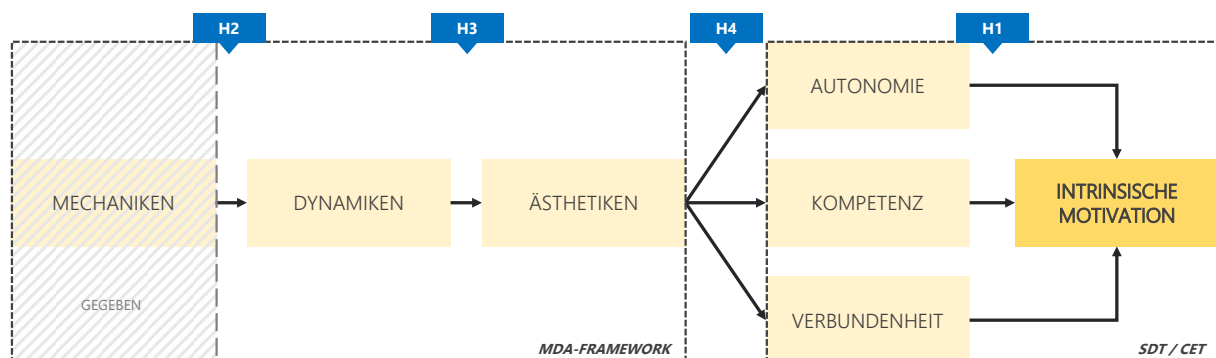 H2
H3
H4
H1
AUTONOMIE
MECHANIKEN
DYNAMIKEN
ÄSTHETIKEN
KOMPETENZ
INTRINSISCHE
MOTIVATION
GEGEBEN
VERBUNDENHEIT
MDA-FRAMEWORK
SDT / CET